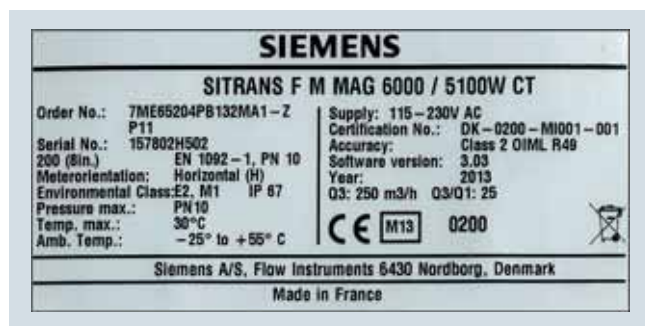 SIEMENS
SITRANS F M MAG 6000 / 5100W CT
Order No.: 7ME65204PB132MA1-Z
P11
Serial No.: 157802H502
200 (8in.) EN 1092-1, PN 10
Meterorientation: Horizontal (H)
Environmental Class:E2, M1 IP 67
Pressure max.: PN10
Temp. max.: 30°C
Amb. Temp.: -25° to +55° C
Supply: 115-230V AC
Certification No.: DK-0200-MI001-001
Accuracy: Class 2 OIML R49
Software version: 3.03
Year: 2013
Q3: 250 m3/h Q3/Q1: 25
CE M13 0200
Siemens A/S, Flow Instruments 6430 Nordborg, Denmark
Made in France